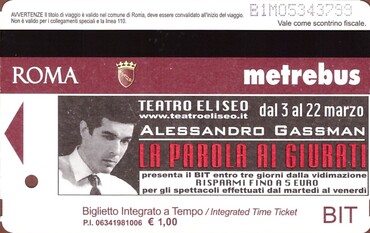 AVVERTENZE Il titolo di viaggio è valido nel comune di Roma, deve essere convalidato all'inizio del viaggio.
Non è valido per i collegamenti speciali e la linea 110.
B1M05343799
Vale come scontrino fiscale.
ROMA
metrebus
TEATRO ELISEO
www.teatroeliseo.it
dal 3 al 22 marzo
ALESSANDRO GASSMAN
LA PAROLA AI GIURATI
presenta il BIT entro tre giorni dalla vidimazione
RISPARMI FINO A 5 EURO
per gli spettacoli effettuati dal martedì al venerdì
Biglietto Integrato a Tempo / Integrated Time Ticket
P.I. 06341981006 € 1,00
BIT